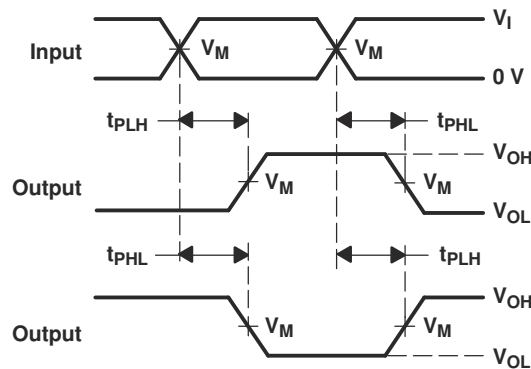 V_I
Input V_M V_M
0 V
t_PLH t_PHL
V_OH
Output V_M V_M
V_OL
t_PHL t_PLH
V_OH
Output V_M V_M
V_OL